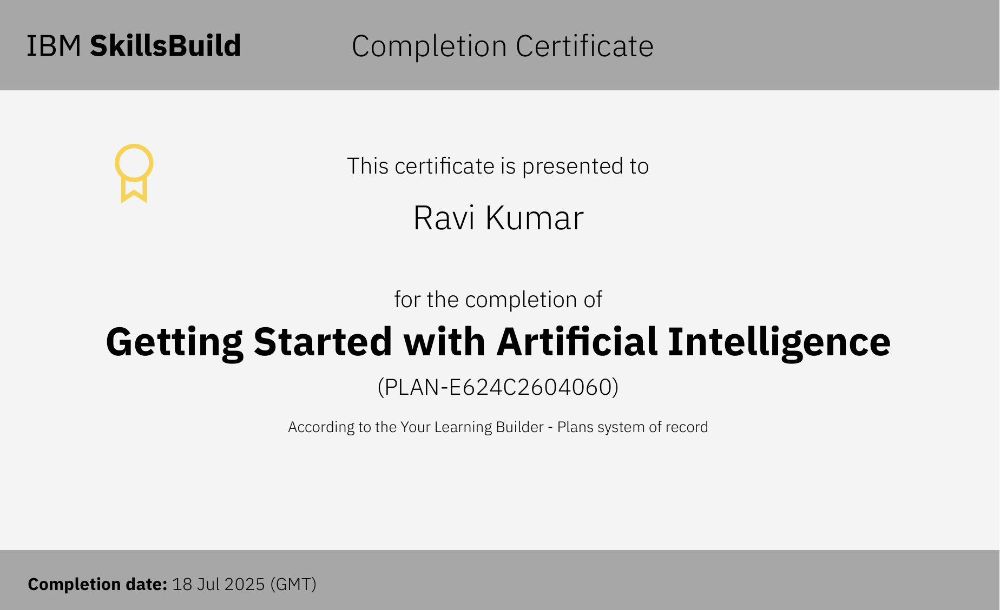 IBM SkillsBuild
Completion Certificate
This certificate is presented to
Ravi Kumar
for the completion of
Getting Started with Artificial Intelligence
(PLAN-E624C2604060)
According to the Your Learning Builder - Plans system of record
Completion date: 18 Jul 2025 (GMT)